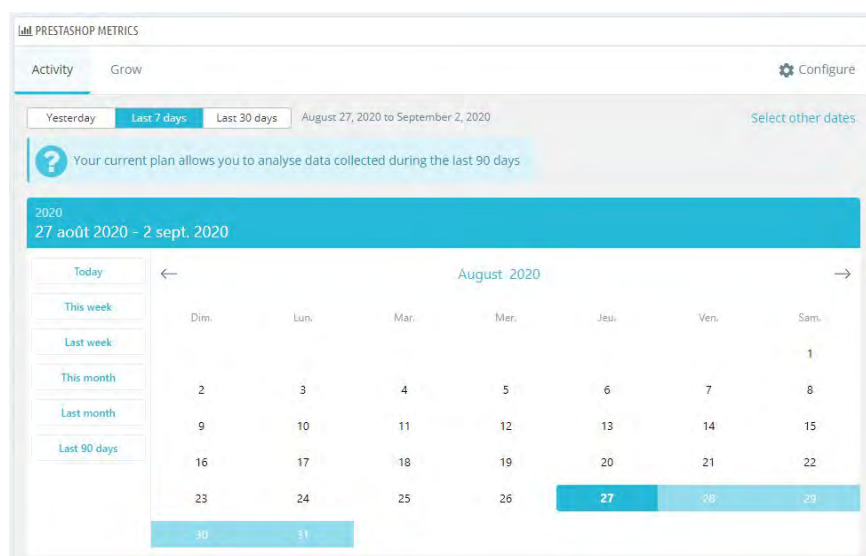 PRESTASHOP METRICS
Activity Grow Configure
Yesterday Last 7 days Last 30 days August 27, 2020 to September 2, 2020 Select other dates
? Your current plan allows you to analyse data collected during the last 90 days
2020
27 août 2020 - 2 sept. 2020
Today
This week
Last week
This month
Last month
Last 90 days
← August 2020 →
Dim. Lun. Mar. Mer. Jeu. Ven. Sam.
1
2 3 4 5 6 7 8
9 10 11 12 13 14 15
16 17 18 19 20 21 22
23 24 25 26 27 28 29
30 31